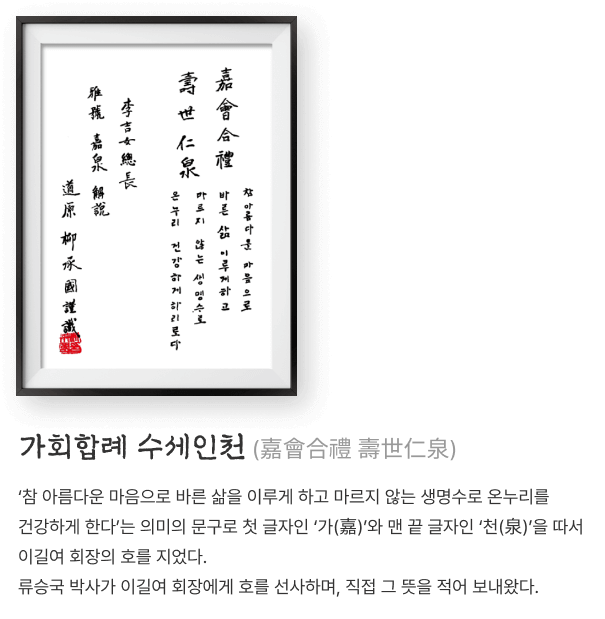 嘉會合禮
壽世仁泉
참 아름다운 마음으로
바른 삶 이루게 하고
마르지 않는 생명수로
온누리 건강하게 하리로다
李吉女總長
雅號 嘉泉 解說
道原 柳承國 謹識
가회합례 수세인천 (嘉會合禮 壽世仁泉)
‘참 아름다운 마음으로 바른 삶을 이루게 하고 마르지 않는 생명수로 온누리를
건강하게 한다’는 의미의 문구로 첫 글자인 ‘가(嘉)’와 맨 끝 글자인 ‘천(泉)’을 따서
이길여 회장의 호를 지었다.
류승국 박사가 이길여 회장에게 호를 선사하며, 직접 그 뜻을 적어 보내왔다.